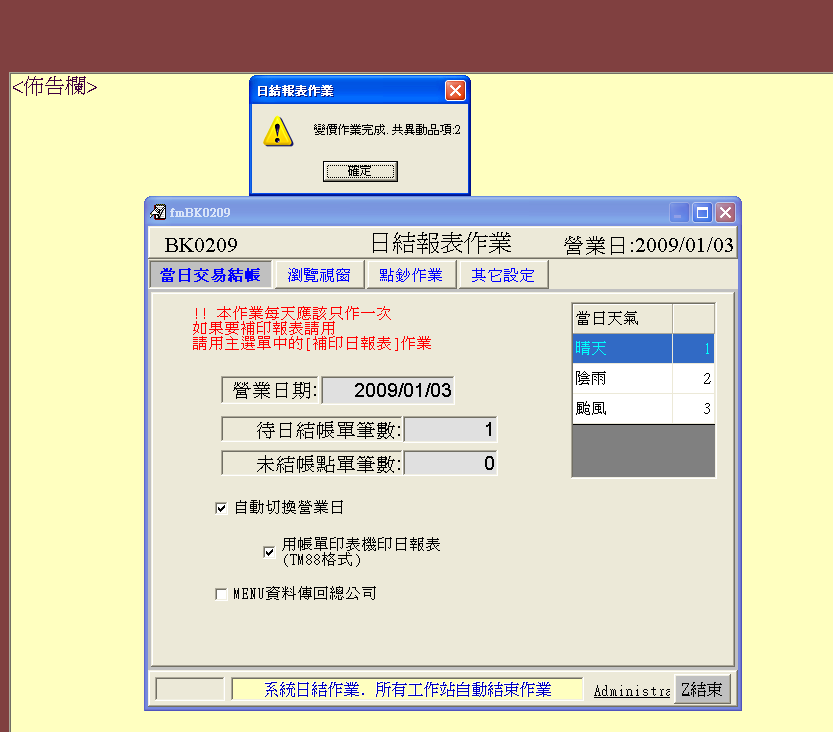 <佈告欄>
日結報表作業
變價作業完成.共異動品項:2
確定
fmBK0209
BK0209
日結報表作業
營業日:2009/01/03
當日交易結帳
瀏覽視窗
點鈔作業
其它設定
!! 本作業每天應該只作一次
如果要補印報表請用
請用主選單中的[補印日報表]作業
營業日期: 2009/01/03
待日結帳單筆數: 1
未結帳點單筆數: 0
當日天氣
晴天 1
陰雨 2
颱風 3
自動切換營業日
用帳單印表機印日報表
(TM88格式)
MENU資料傳回總公司
系統日結作業. 所有工作站自動結束作業
Administra
Z結束